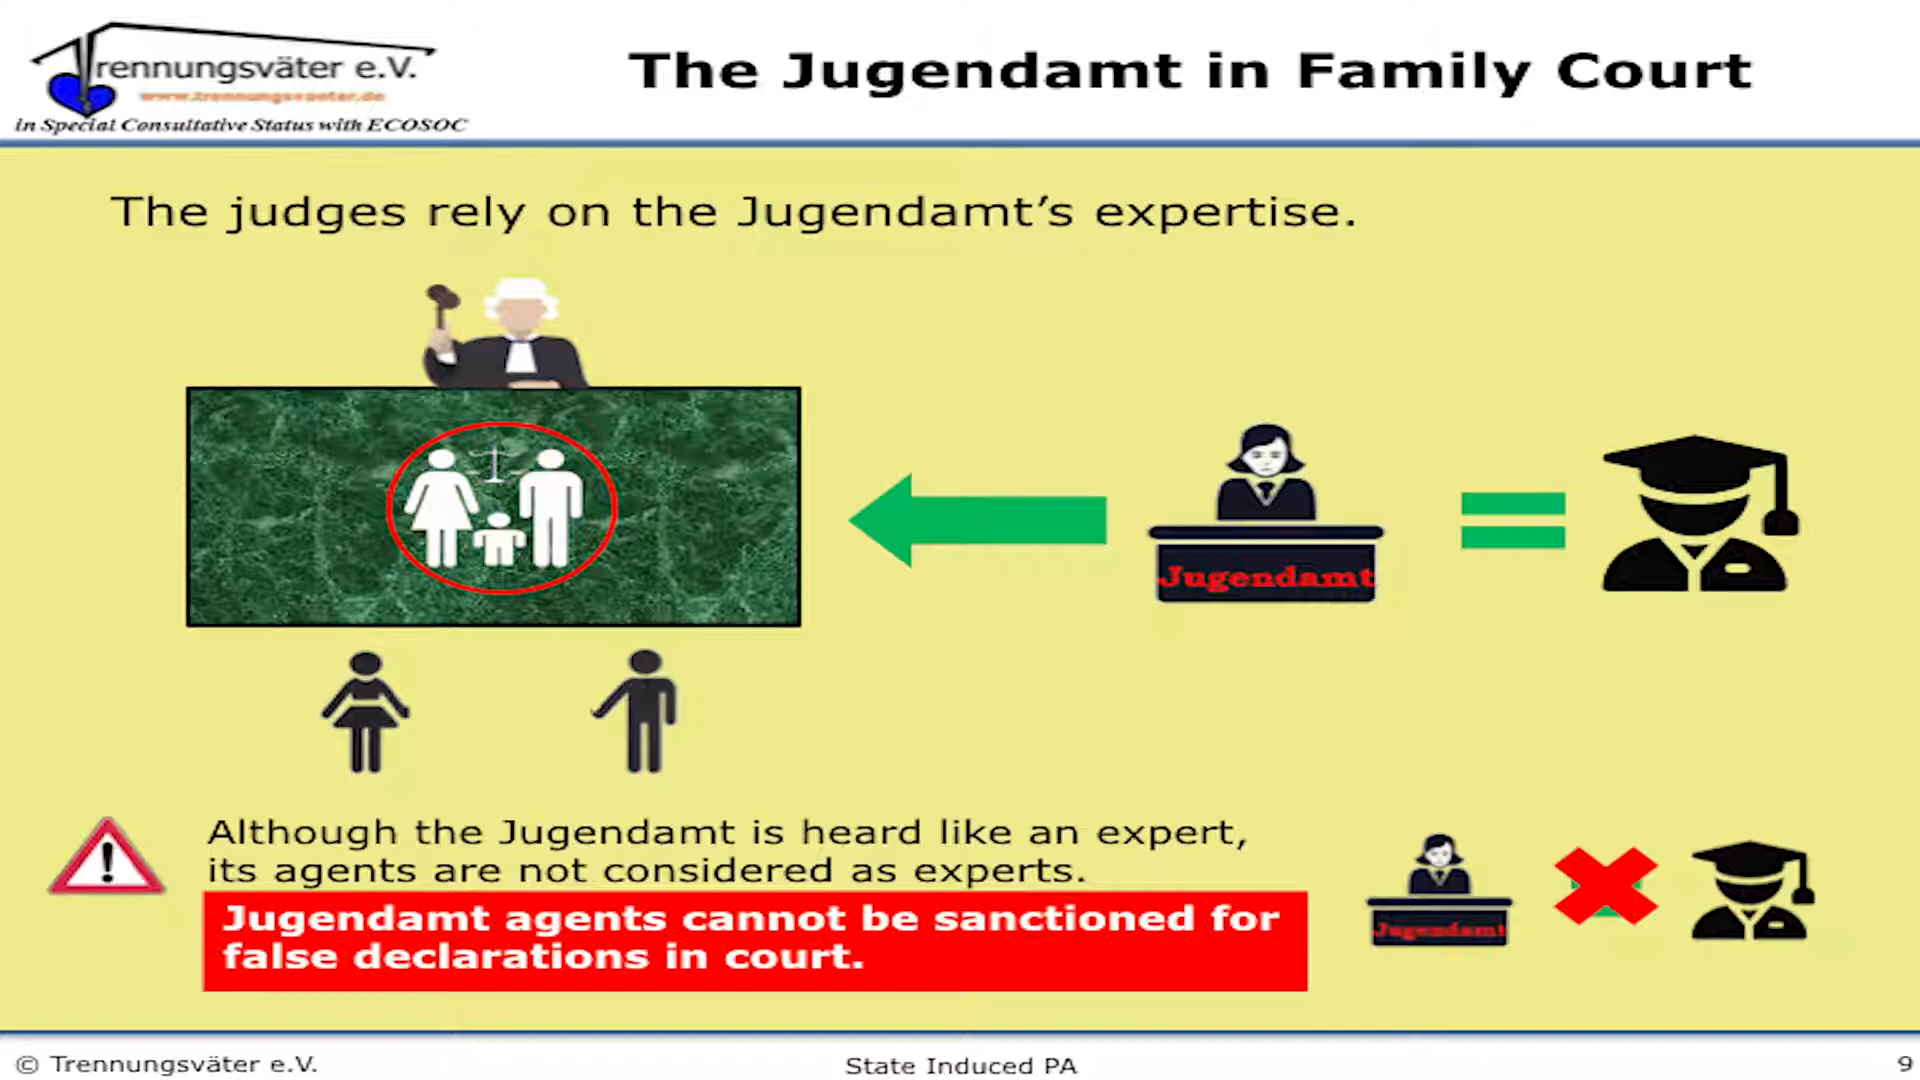 Trennungsväter e.V.
www.trennungsvaeter.de
in Special Consultative Status with ECOSOC
The Jugendamt in Family Court
The judges rely on the Jugendamt’s expertise.
Jugendamt
Although the Jugendamt is heard like an expert,
its agents are not considered as experts.
Jugendamt agents cannot be sanctioned for
false declarations in court.
Jugendamt
© Trennungsväter e.V.
State Induced PA
9